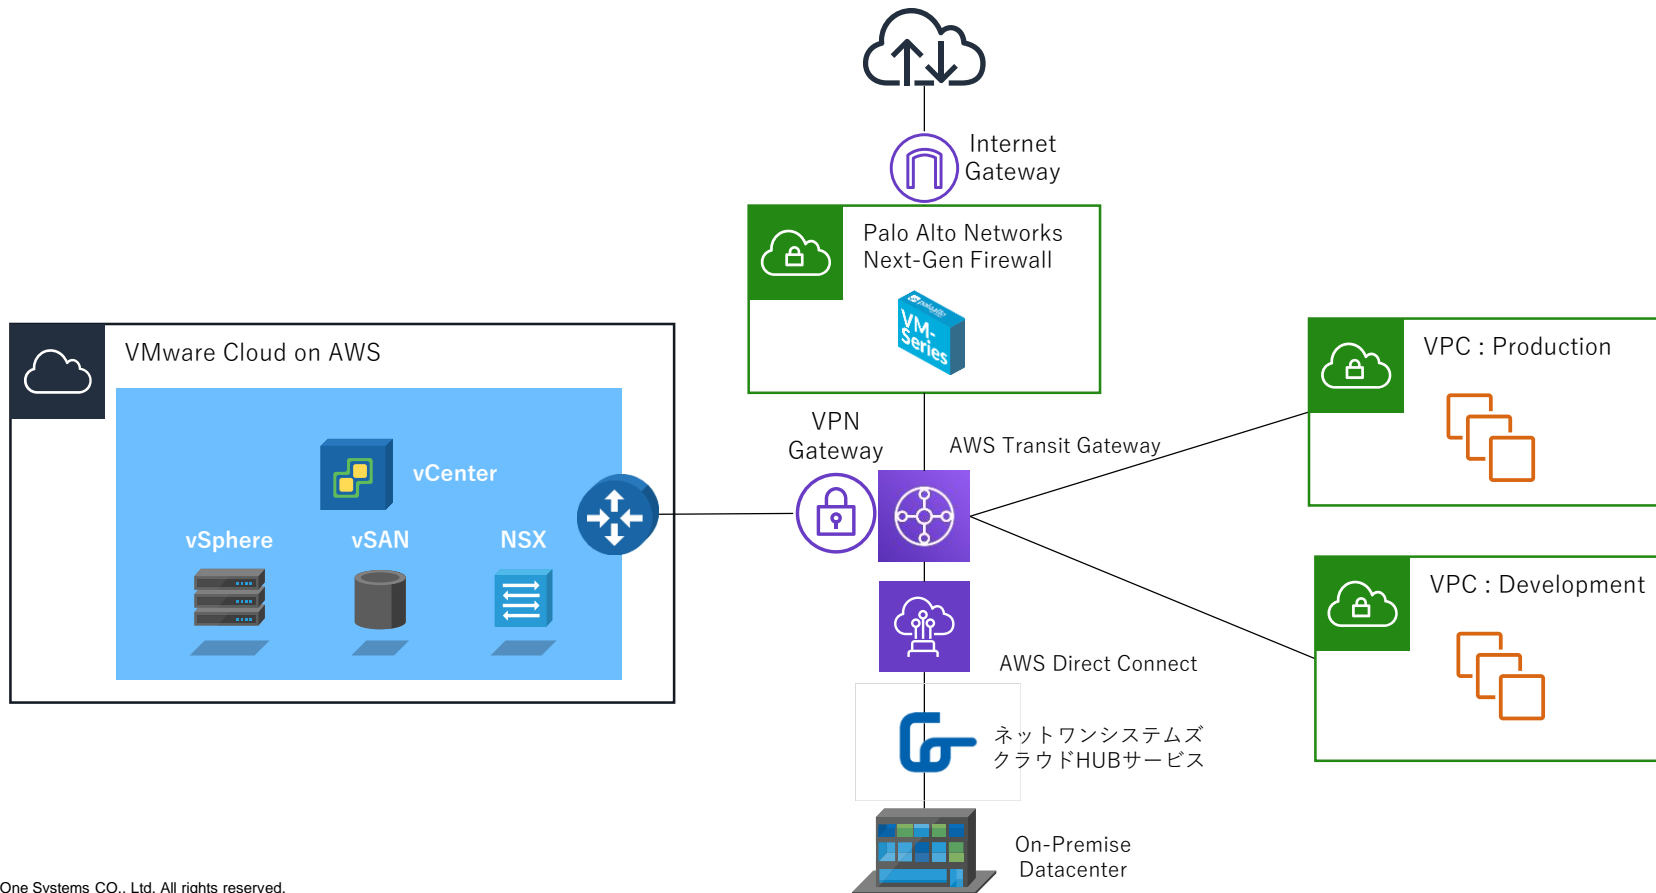 Internet
Gateway
Palo Alto Networks
Next-Gen Firewall
paloalto
VM-
Series
VMware Cloud on AWS
vCenter
vSphere
vSAN
NSX
VPN
Gateway
AWS Transit Gateway
VPC : Production
VPC : Development
AWS Direct Connect
ネットワンシステムズ
クラウドHUBサービス
On-Premise
Datacenter
One Systems CO., Ltd. All rights reserved.